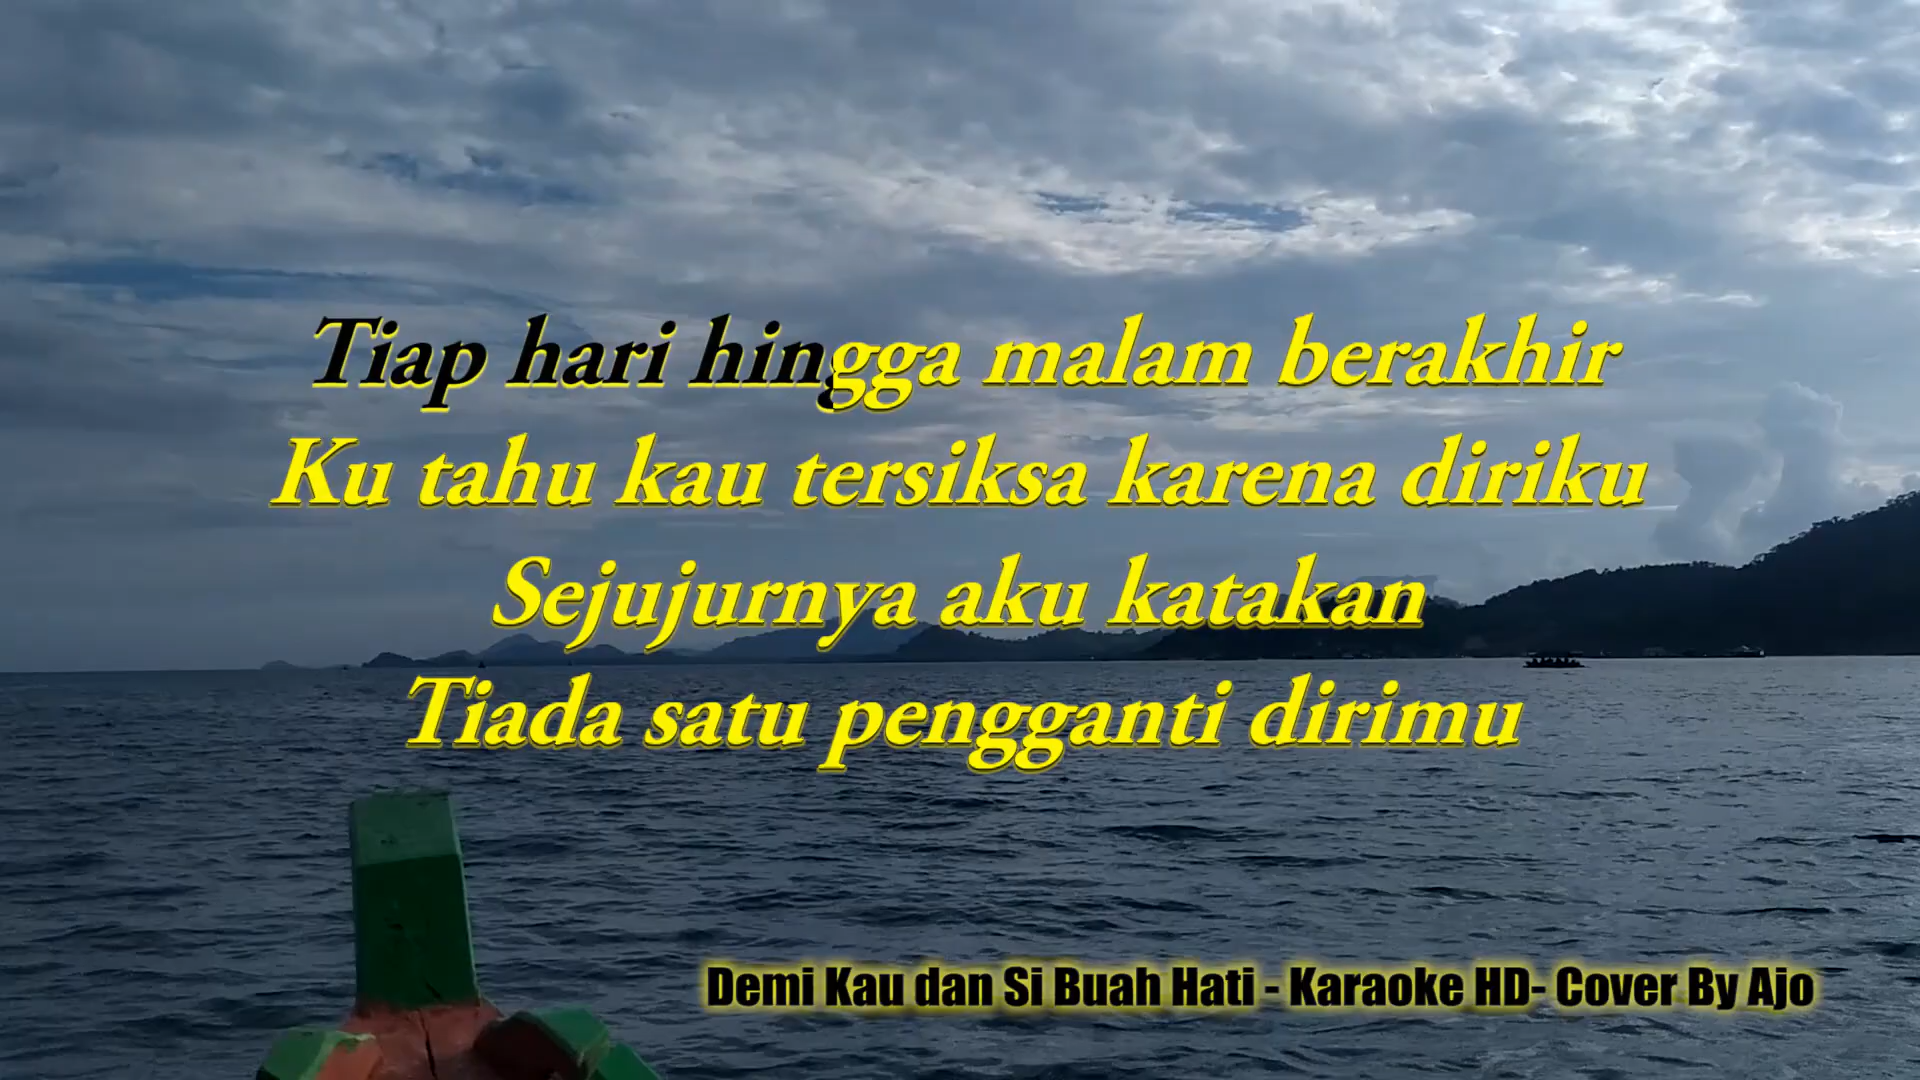 Tiap hari hingga malam berakhir
Ku tahu kau tersiksa karena diriku
Sejujurnya aku katakan
Tiada satu pengganti dirimu
Demi Kau dan Si Buah Hati - Karaoke HD- Cover By Ajo